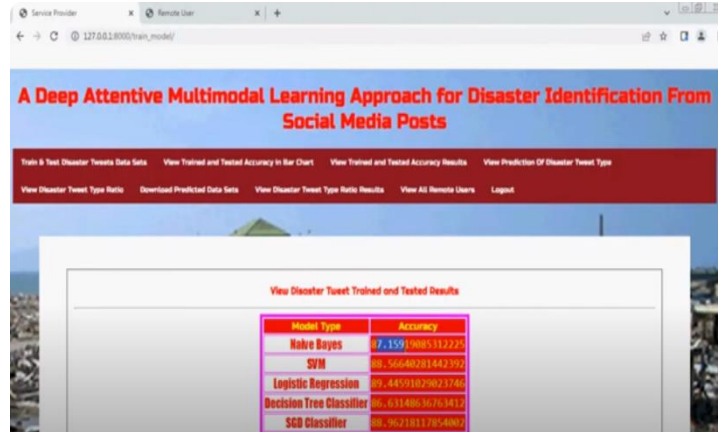 Service Provider
Remote User
127.0.0.1:8000/train_model/
A Deep Attentive Multimodal Learning Approach for Disaster Identification From
Social Media Posts
Train & Test Disaster Tweets Data Sets View Trained and Tested Accuracy in Bar Chart View Trained and Tested Accuracy Results View Prediction Of Disaster Tweet Type
View Disaster Tweet Type Ratio Download Predicted Data Sets View Disaster Tweet Type Ratio Results View All Remote Users Logout
View Disaster Tweet Trained and Tested Results
Model Type Accuracy
Naive Bayes 87.15919085312225
SVM 88.56640281442392
Logistic Regression 89.44591029023746
Decision Tree Classifier 86.63148636763412
SGD Classifier 88.96218117854002